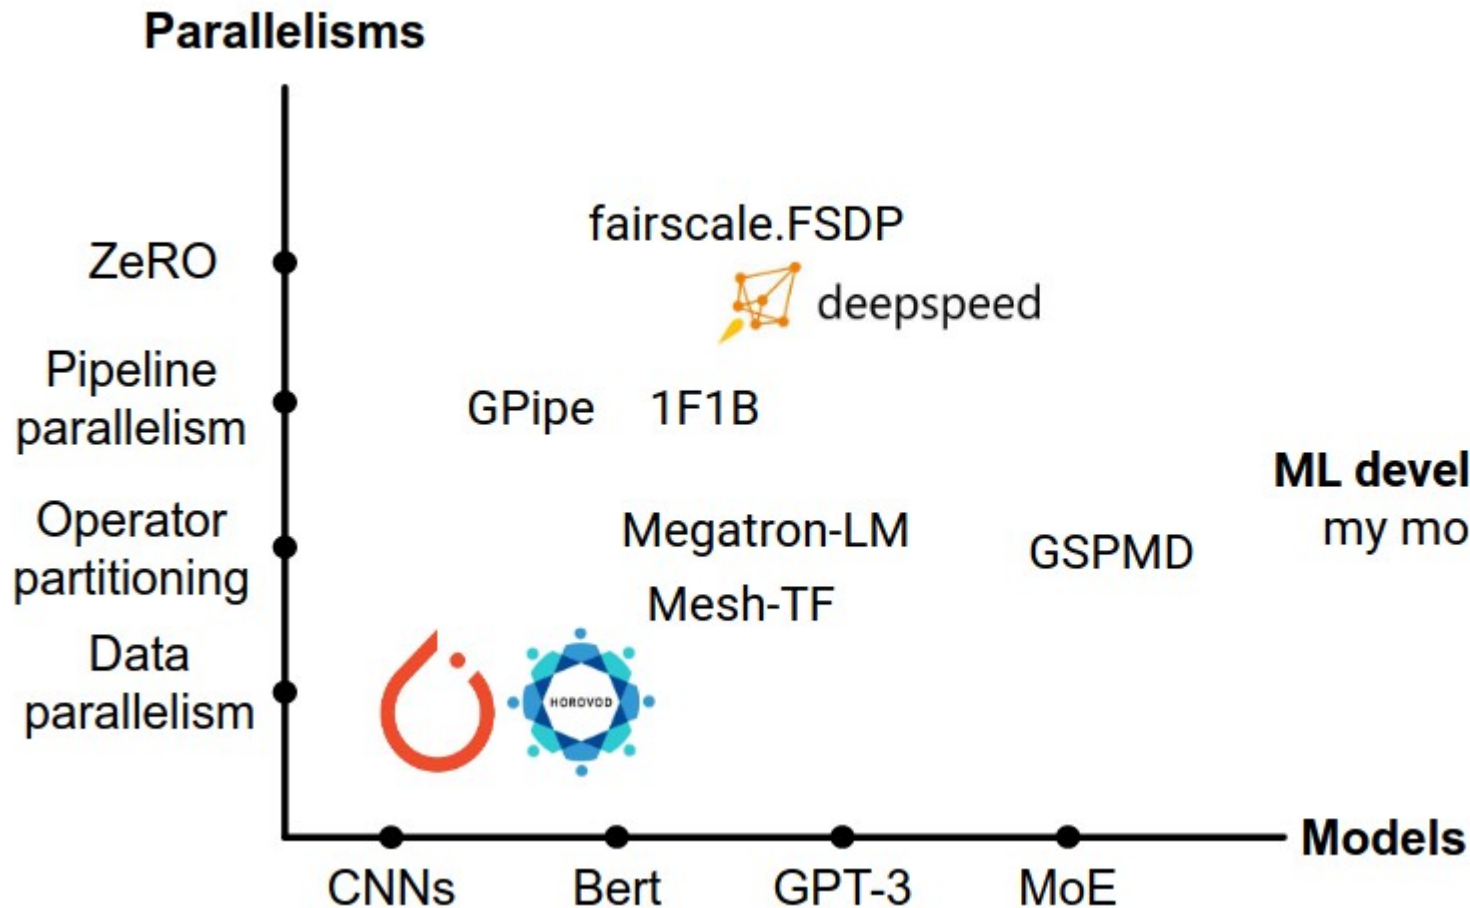 Parallelisms
fairscale.FSDP
ZeRO
deepspeed
Pipeline
parallelism
GPipe
1F1B
ML devel
my mo
Operator
partitioning
Megatron-LM
GSPMD
Mesh-TF
Data
parallelism
HOROVOD
Models
CNNs
Bert
GPT-3
MoE